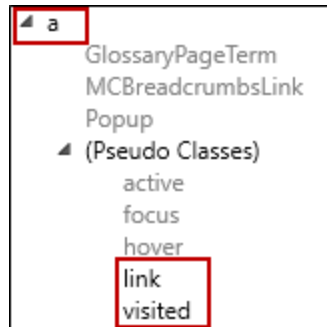 a
GlossaryPageTerm
MCBreadcrumbsLink
Popup
(Pseudo Classes)
active
focus
hover
link
visited